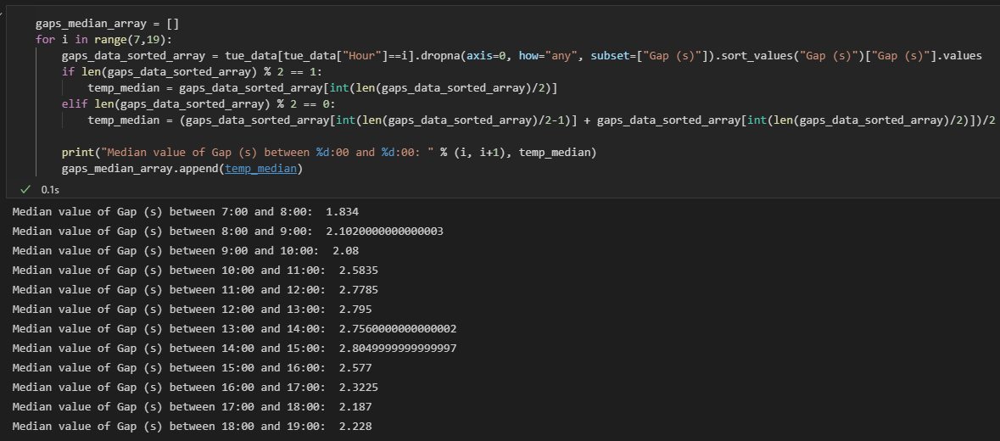 gaps_median_array = []
for i in range(7,19):
    gaps_data_sorted_array = tue_data[tue_data["Hour"]==i].dropna(axis=0, how="any", subset=["Gap (s)"]).sort_values("Gap (s)")["Gap (s)"].values
    if len(gaps_data_sorted_array) % 2 == 1:
        temp_median = gaps_data_sorted_array[int(len(gaps_data_sorted_array)/2)]
    elif len(gaps_data_sorted_array) % 2 == 0:
        temp_median = (gaps_data_sorted_array[int(len(gaps_data_sorted_array)/2-1)] + gaps_data_sorted_array[int(len(gaps_data_sorted_array)/2)])/2
    print("Median value of Gap (s) between %d:00 and %d:00: " % (i, i+1), temp_median)
    gaps_median_array.append(temp_median)
0.1s
Median value of Gap (s) between 7:00 and 8:00:  1.834
Median value of Gap (s) between 8:00 and 9:00:  2.1020000000000003
Median value of Gap (s) between 9:00 and 10:00:  2.08
Median value of Gap (s) between 10:00 and 11:00:  2.5835
Median value of Gap (s) between 11:00 and 12:00:  2.7785
Median value of Gap (s) between 12:00 and 13:00:  2.795
Median value of Gap (s) between 13:00 and 14:00:  2.7560000000000002
Median value of Gap (s) between 14:00 and 15:00:  2.8049999999999997
Median value of Gap (s) between 15:00 and 16:00:  2.577
Median value of Gap (s) between 16:00 and 17:00:  2.3225
Median value of Gap (s) between 17:00 and 18:00:  2.187
Median value of Gap (s) between 18:00 and 19:00:  2.228